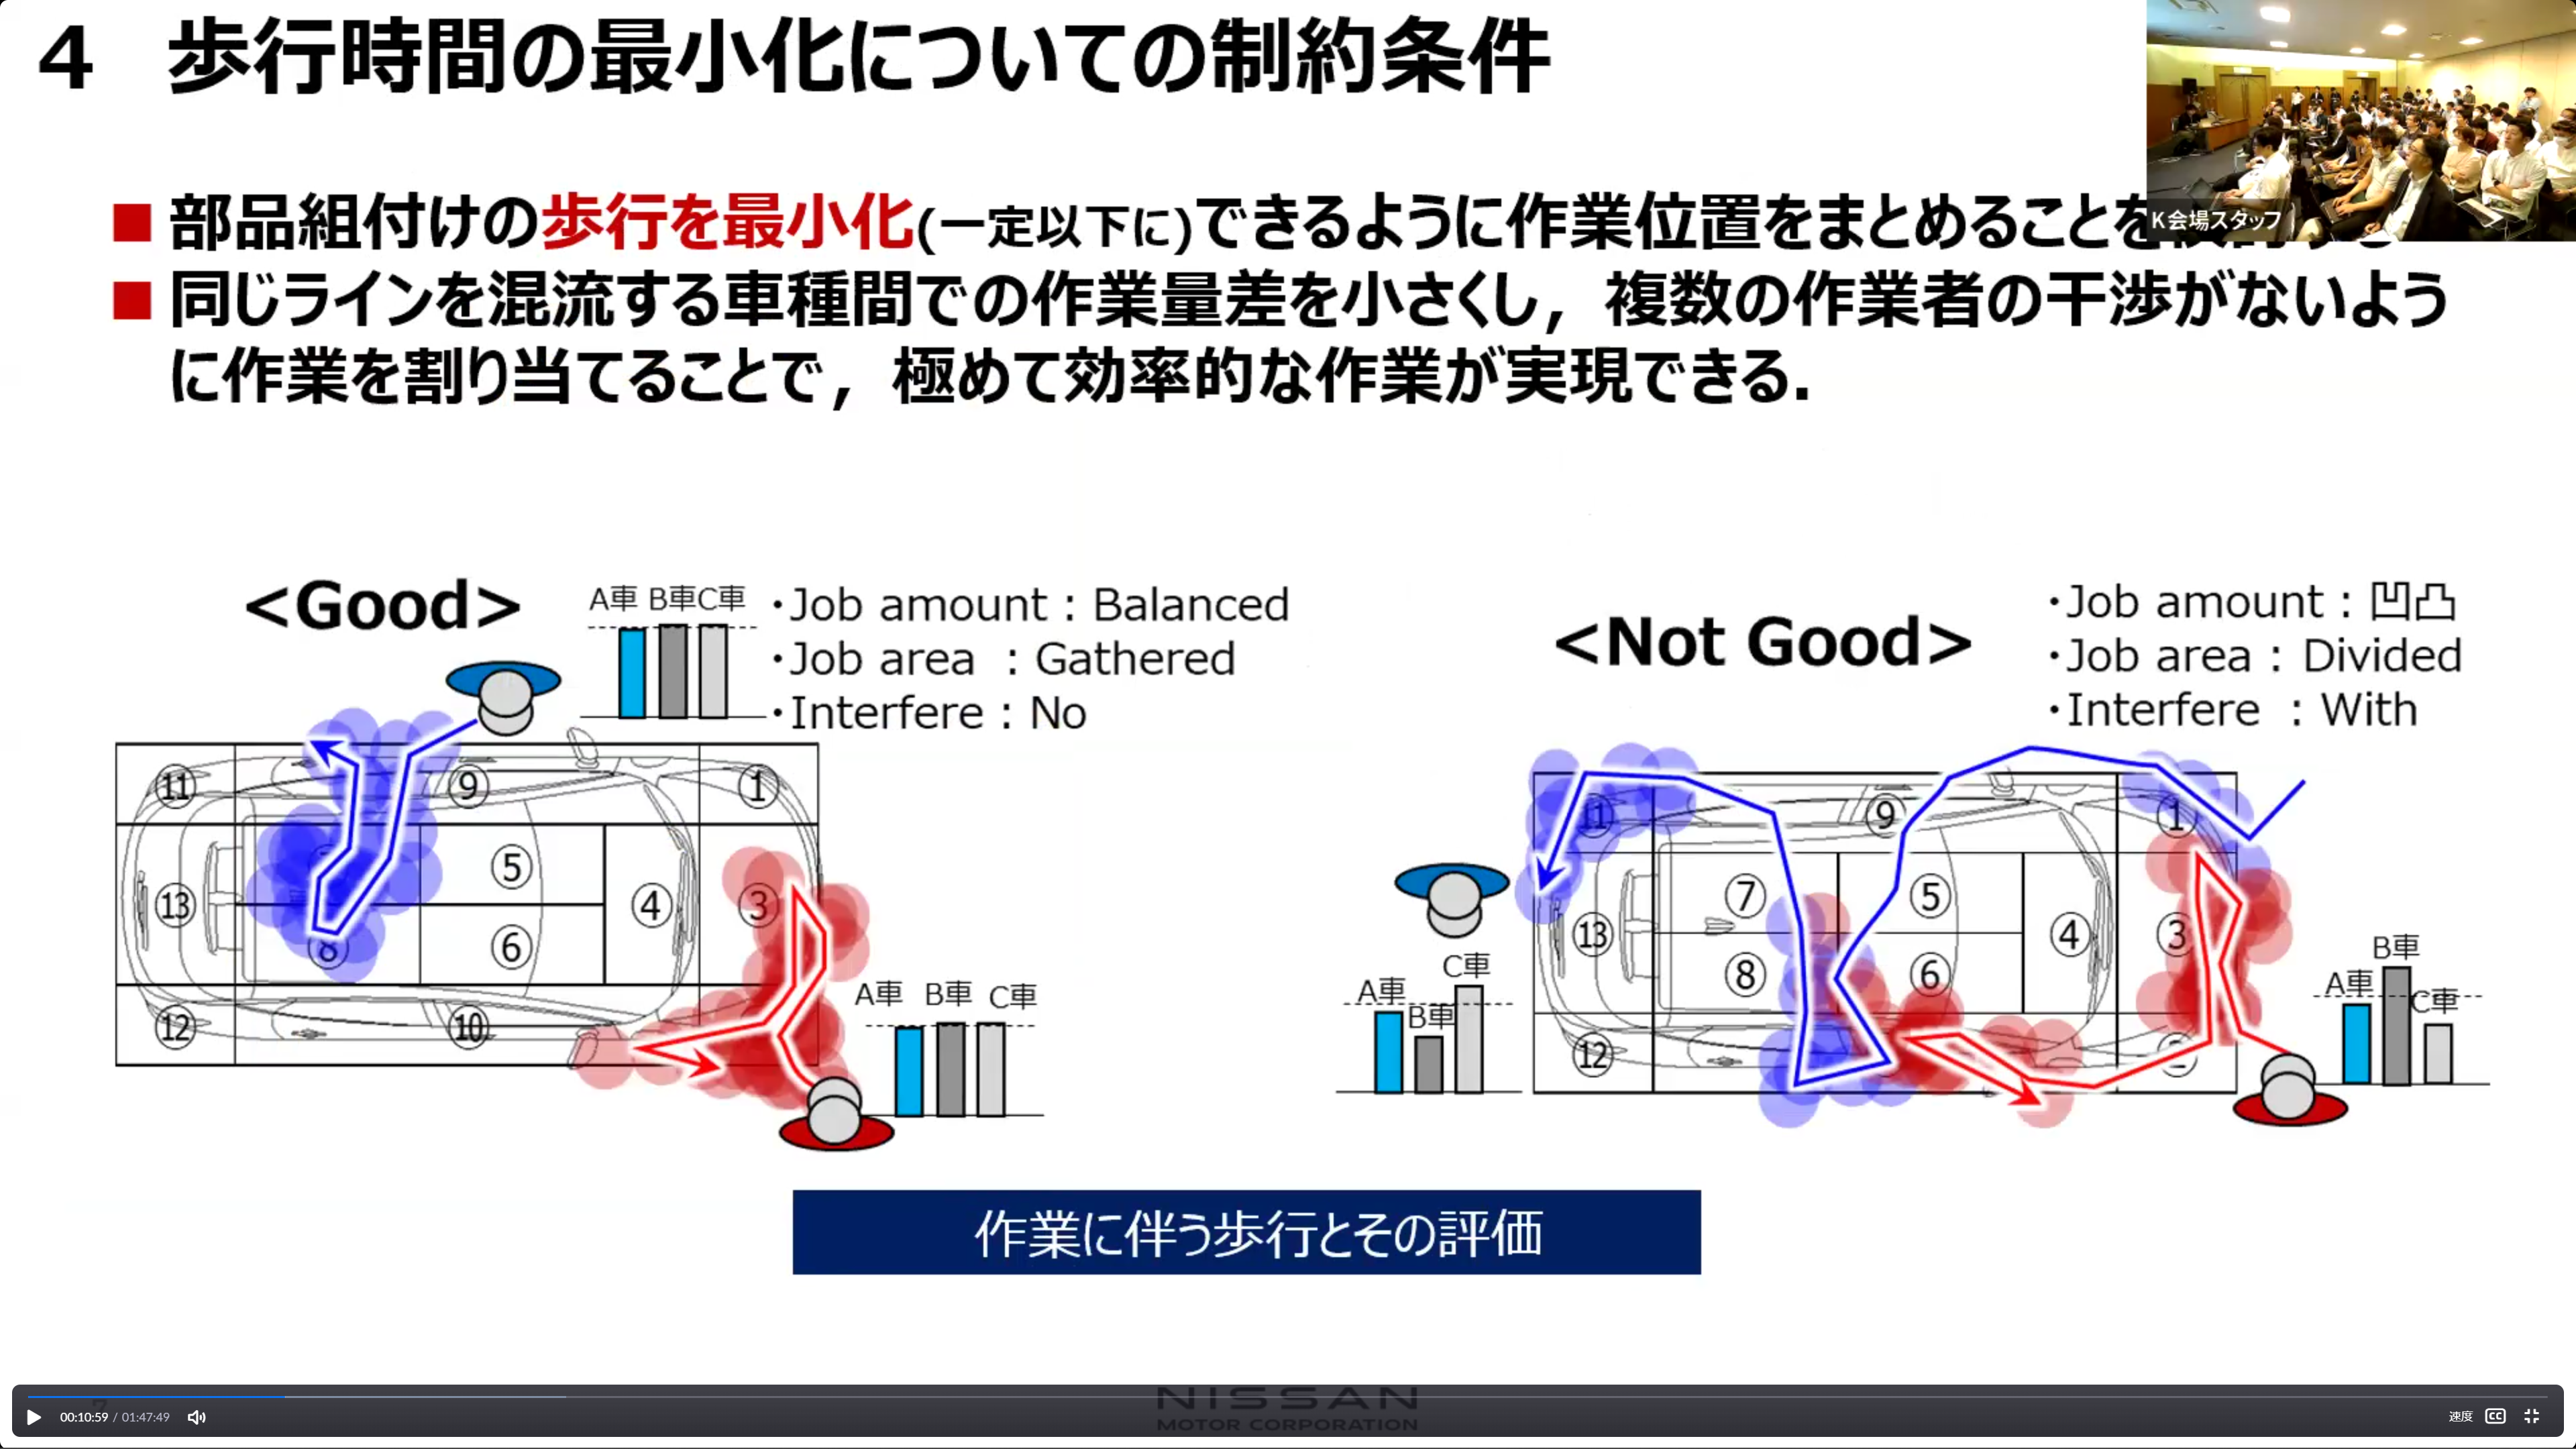 4 歩行時間の最小化についての制約条件
■ 部品組付けの歩行を最小化(一定以下に)できるように作業位置をまとめることを
■ 同じラインを混流する車種間での作業量差を小さくし，複数の作業者の干渉がないよう
に作業を割り当てることで，極めて効率的な作業が実現できる．
K会場スタッフ
<Good>
A車 B車 C車
・Job amount : Balanced
・Job area : Gathered
・Interfere : No
⑪ ⑨ ①
⑤
⑬ ④ ③
⑧ ⑥
⑫ ⑩
A車 B車 C車
<Not Good>
・Job amount : 凹凸
・Job area : Divided
・Interfere : With
⑪ ⑨ ①
⑦ ⑤
⑬ ④ ③
⑧ ⑥
⑫
A車 B車 C車
A車 B車 C車
作業に伴う歩行とその評価
7
NISSAN
MOTOR CORPORATION
00:10:59 / 01:47:49
速度 CC